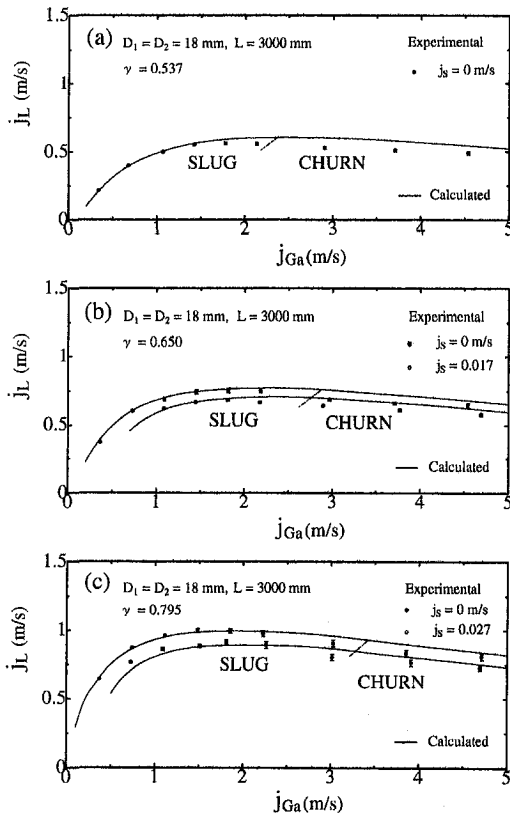 (a)
D₁ = D₂ = 18 mm, L = 3000 mm
γ = 0.537
Experimental
jS = 0 m/s
SLUG
CHURN
Calculated
jL (m/s)
1.5
1
0.5
0
0 1 2 3 4 5
jGa (m/s)
(b)
D₁ = D₂ = 18 mm, L = 3000 mm
γ = 0.650
Experimental
jS = 0 m/s
jS = 0.017
SLUG
CHURN
Calculated
jL (m/s)
1.5
1
0.5
0
0 1 2 3 4 5
jGa (m/s)
(c)
D₁ = D₂ = 18 mm, L = 3000 mm
γ = 0.795
Experimental
jS = 0 m/s
jS = 0.027
SLUG
CHURN
Calculated
jL (m/s)
1.5
1
0.5
0
0 1 2 3 4 5
jGa (m/s)